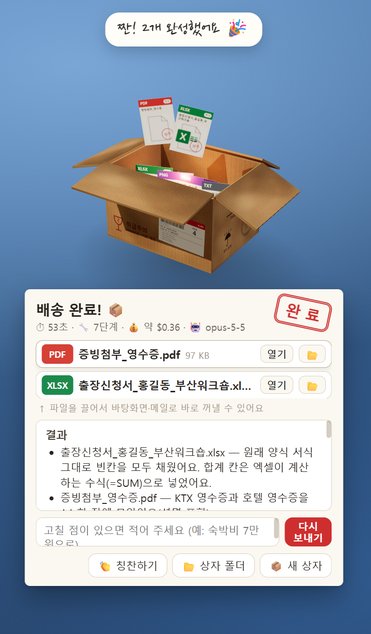 짠! 2개 완성했어요 🎉
PDF
XLSX
XLSX
PNG
TXT
4
배송 완료! 📦
완료
53초 · 7단계 · 약 $0.36 · opus-5-5
PDF 증빙첨부_영수증.pdf 97 KB 열기
XLSX 출장신청서_홍길동_부산워크숍.xl... 열기
↑ 파일을 끌어서 바탕화면·메일로 바로 꺼낼 수 있어요
결과
• 출장신청서_홍길동_부산워크숍.xlsx — 원래 양식 서식
그대로 빈칸을 모두 채웠어요. 합계 칸은 엑셀이 계산
하는 수식(=SUM)으로 넣었어요.
• 증빙첨부_영수증.pdf — KTX 영수증과 호텔 영수증을
고칠 점이 있으면 적어 주세요 (예: 숙박비 7만
원으로)
다시
보내기
칭찬하기
상자 폴더
새 상자